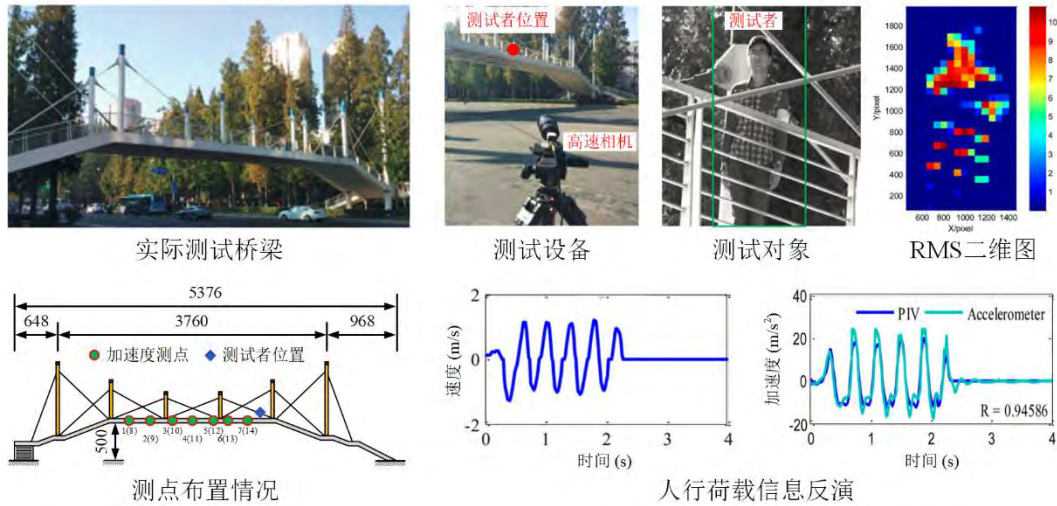 测试者位置
高速相机
测试者
Y/pixel
1800
1600
1400
1200
1000
800
600
400
200
600
800
1000
1200
1400
X/pixel
10
9
8
7
6
5
4
3
2
1
0
实际测试桥梁
测试设备
测试对象
RMS二维图
5376
648
3760
968
加速度测点
测试者位置
1(8)
2(9)
3(10)
4(11)
5(12)
6(13)
7(14)
500
测点布置情况
速度 (m/s)
2
0
-2
0
1
2
3
4
时间 (s)
加速度 (m/s²)
40
20
0
-20
PIV
Accelerometer
R = 0.94586
0
1
2
3
4
时间 (s)
人行荷载信息反演